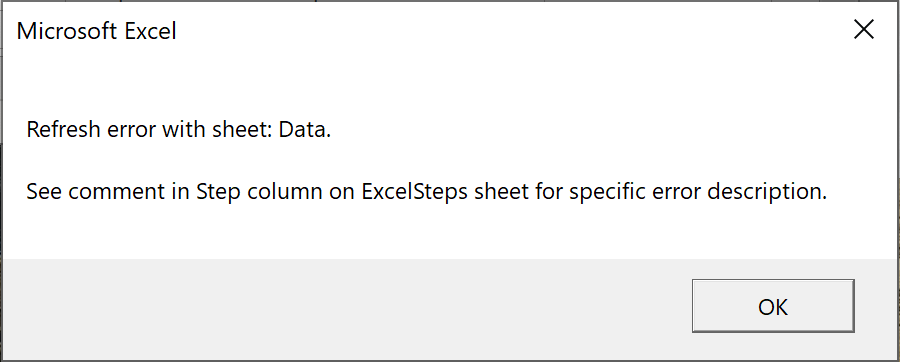 Microsoft Excel
Refresh error with sheet: Data.
See comment in Step column on ExcelSteps sheet for specific error description.
OK